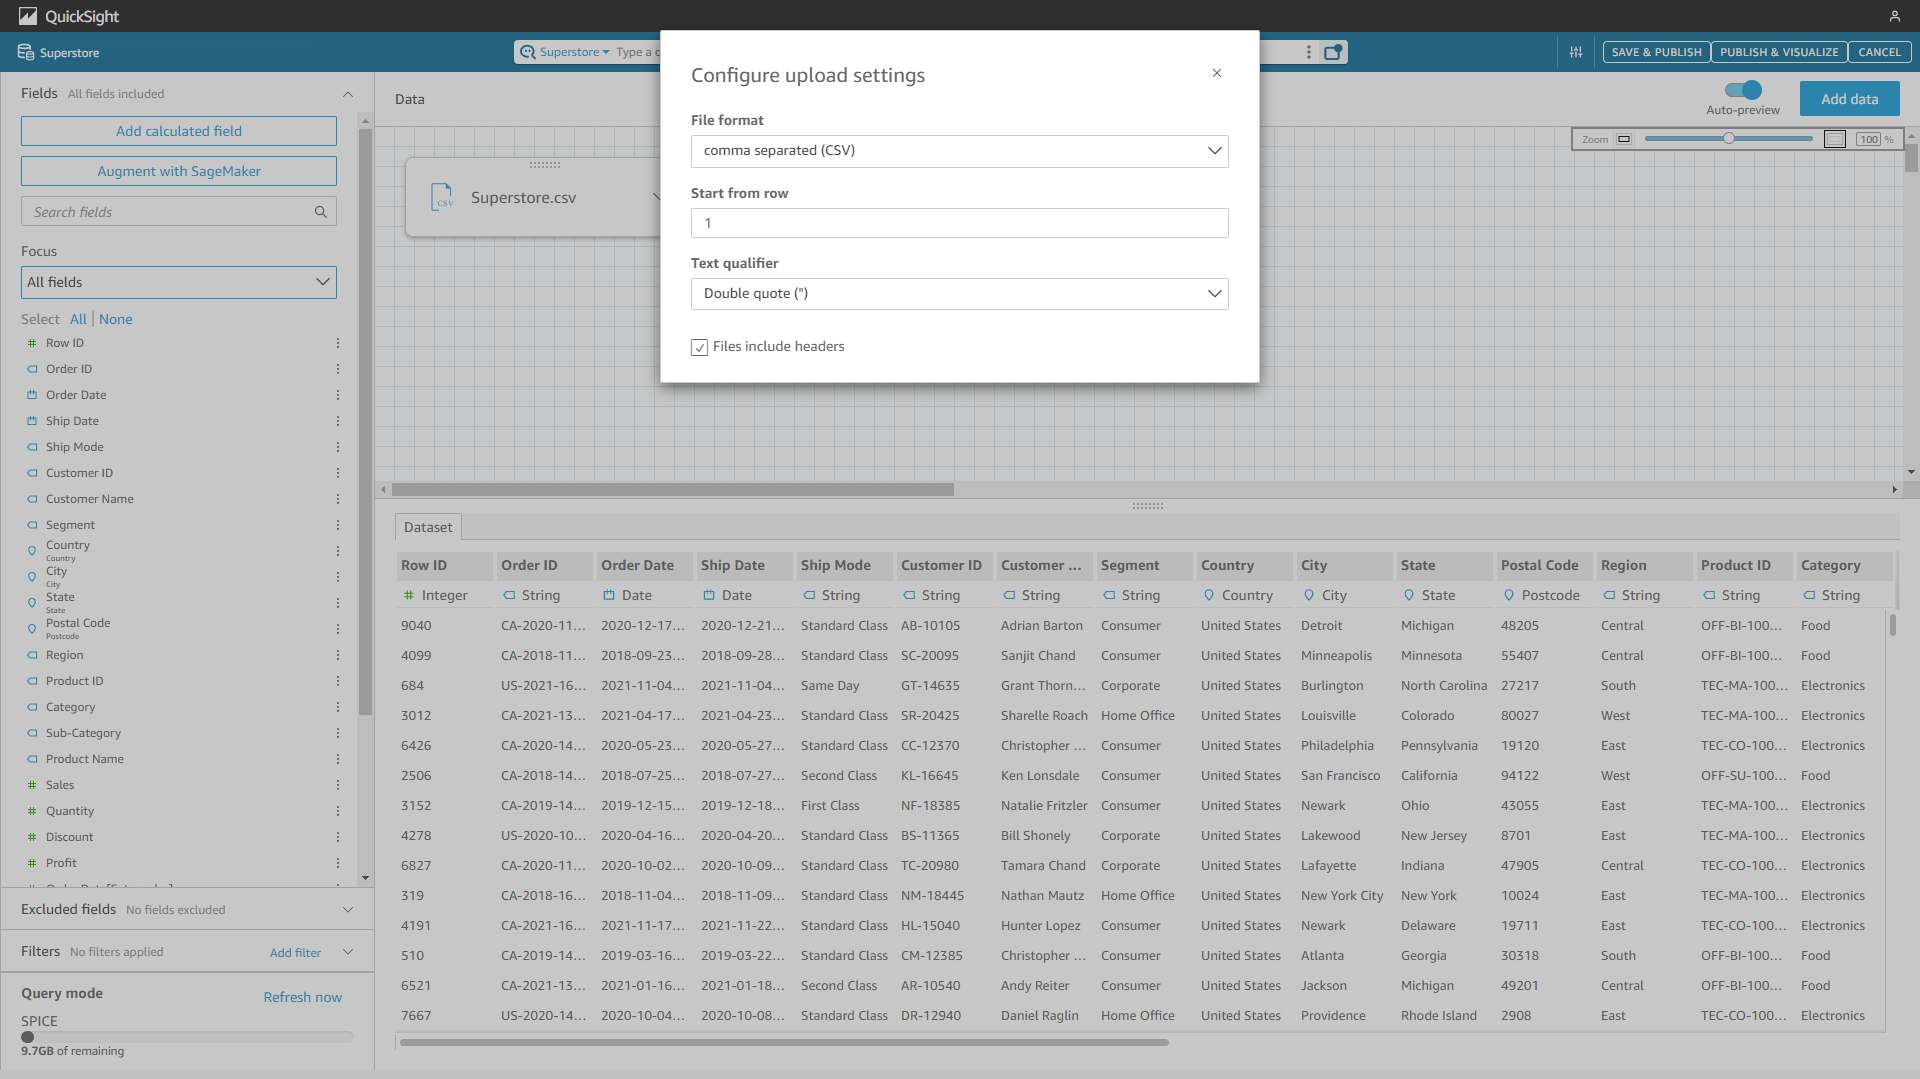 QuickSight
Superstore
Superstore Type a
SAVE & PUBLISH PUBLISH & VISUALIZE CANCEL
Fields All fields included
Add calculated field
Augment with SageMaker
Search fields
Focus
All fields
Select All None
Row ID
Order ID
Order Date
Ship Date
Ship Mode
Customer ID
Customer Name
Segment
Country
Country
City
City
State
State
Postal Code
Postcode
Region
Product ID
Category
Sub-Category
Product Name
Sales
Quantity
Discount
Profit
Excluded fields No fields excluded
Filters No filters applied Add filter
Query mode Refresh now
SPICE
9.7GB of remaining
Data
Auto-preview
Add data
Zoom 100 %
CSV Superstore.csv
Configure upload settings
File format
comma separated (CSV)
Start from row
1
Text qualifier
Double quote (")
Files include headers
Dataset
Row ID Order ID Order Date Ship Date Ship Mode Customer ID Customer ... Segment Country City State Postal Code Region Product ID Category
Integer String Date Date String String String String Country City State Postcode String String String
9040 CA-2020-11... 2020-12-17... 2020-12-21... Standard Class AB-10105 Adrian Barton Consumer United States Detroit Michigan 48205 Central OFF-BI-100... Food
4099 CA-2018-11... 2018-09-23... 2018-09-28... Standard Class SC-20095 Sanjit Chand Consumer United States Minneapolis Minnesota 55407 Central OFF-BI-100... Food
684 US-2021-16... 2021-11-04... 2021-11-04... Same Day GT-14635 Grant Thorn... Corporate United States Burlington North Carolina 27217 South TEC-MA-100... Electronics
3012 CA-2021-13... 2021-04-17... 2021-04-23... Standard Class SR-20425 Sharelle Roach Home Office United States Louisville Colorado 80027 West TEC-MA-100... Electronics
6426 CA-2020-14... 2020-05-23... 2020-05-27... Standard Class CC-12370 Christopher ... Consumer United States Philadelphia Pennsylvania 19120 East TEC-CO-100... Electronics
2506 CA-2018-14... 2018-07-25... 2018-07-27... Second Class KL-16645 Ken Lonsdale Consumer United States San Francisco California 94122 West OFF-SU-100... Food
3152 CA-2019-14... 2019-12-15... 2019-12-18... First Class NF-18385 Natalie Fritzler Consumer United States Newark Ohio 43055 East TEC-MA-100... Electronics
4278 US-2020-10... 2020-04-16... 2020-04-20... Standard Class BS-11365 Bill Shonely Corporate United States Lakewood New Jersey 8701 East TEC-MA-100... Electronics
6827 CA-2020-11... 2020-10-02... 2020-10-09... Standard Class TC-20980 Tamara Chand Corporate United States Lafayette Indiana 47905 Central TEC-CO-100... Electronics
319 CA-2018-16... 2018-11-04... 2018-11-09... Standard Class NM-18445 Nathan Mautz Home Office United States New York City New York 10024 East TEC-MA-100... Electronics
4191 CA-2021-16... 2021-11-17... 2021-11-22... Standard Class HL-15040 Hunter Lopez Consumer United States Newark Delaware 19711 East TEC-CO-100... Electronics
510 CA-2019-14... 2019-03-16... 2019-03-22... Standard Class CM-12385 Christopher ... Consumer United States Atlanta Georgia 30318 South OFF-BI-100... Food
6521 CA-2021-13... 2021-01-16... 2021-01-18... Second Class AR-10540 Andy Reiter Consumer United States Jackson Michigan 49201 Central OFF-BI-100... Food
7667 US-2020-14... 2020-10-04... 2020-10-08... Standard Class DR-12940 Daniel Raglin Home Office United States Providence Rhode Island 2908 East TEC-CO-100... Electronics